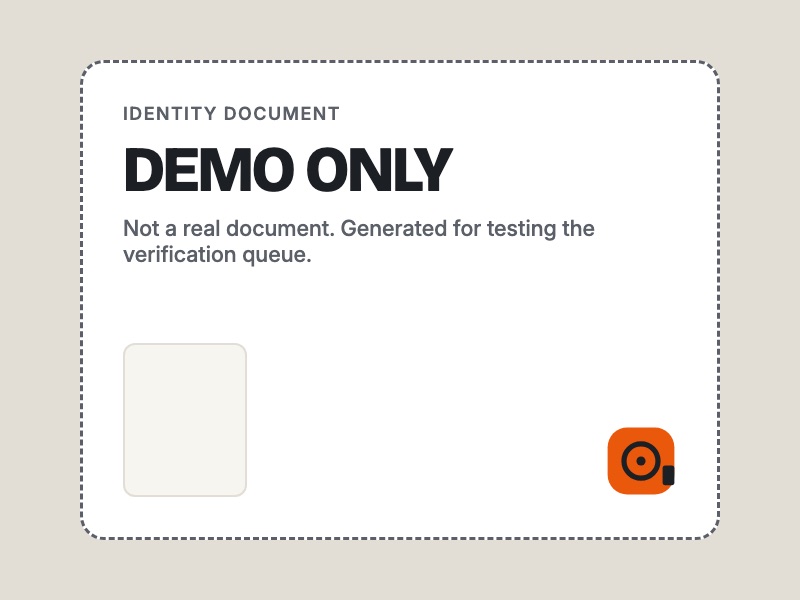 IDENTITY DOCUMENT
DEMO ONLY
Not a real document. Generated for testing the
verification queue.